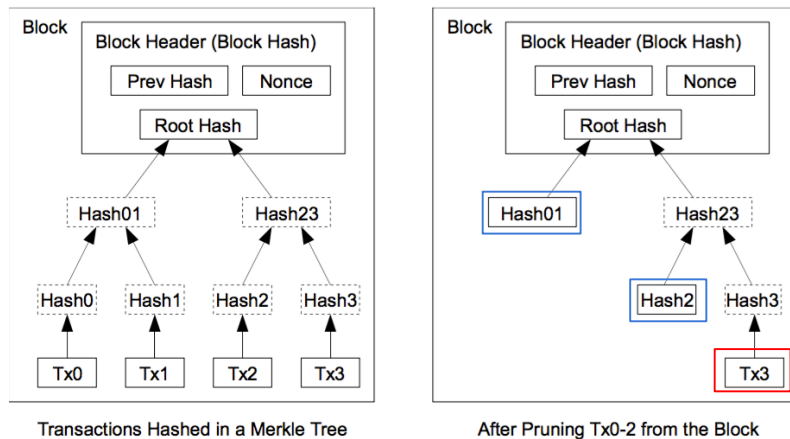 Block
Block Header (Block Hash)
Prev Hash
Nonce
Root Hash
Hash01
Hash23
Hash0
Hash1
Hash2
Hash3
Tx0
Tx1
Tx2
Tx3
Transactions Hashed in a Merkle Tree
Block
Block Header (Block Hash)
Prev Hash
Nonce
Root Hash
Hash01
Hash23
Hash2
Hash3
Tx3
After Pruning Tx0-2 from the Block